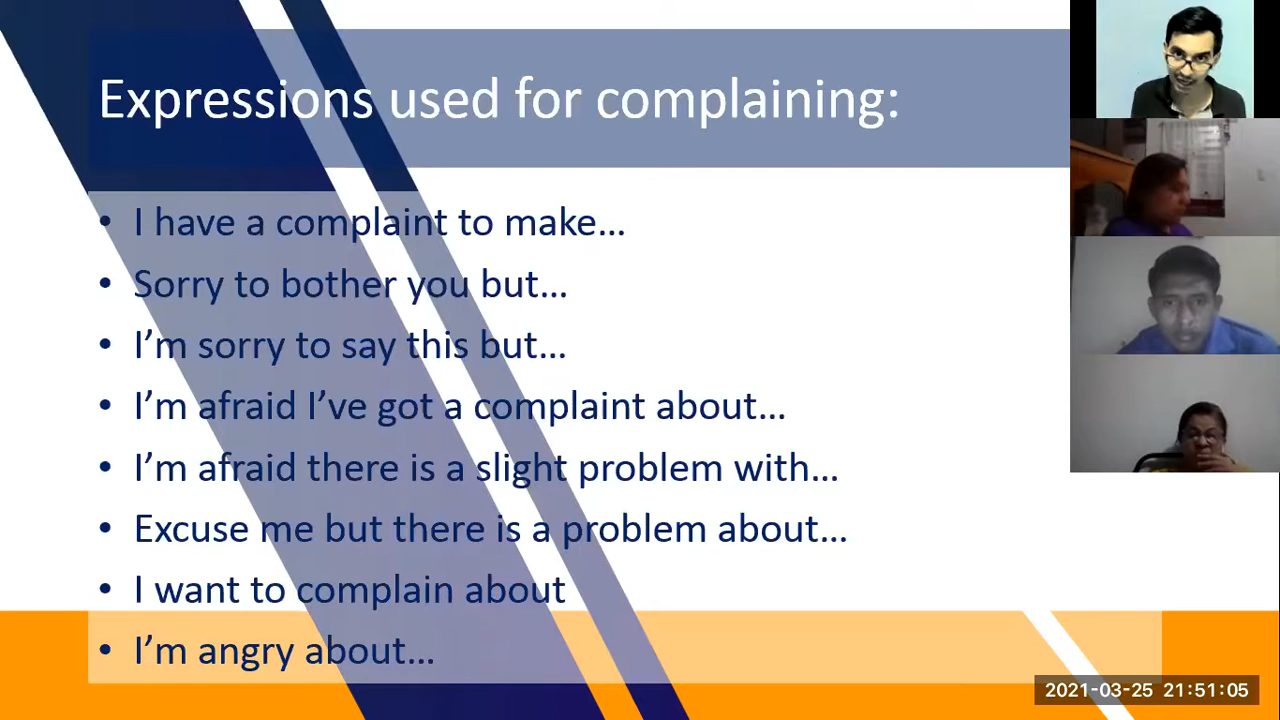 Expressions used for complaining:
• I have a complaint to make…
• Sorry to bother you but…
• I’m sorry to say this but…
• I’m afraid I’ve got a complaint about…
• I’m afraid there is a slight problem with…
• Excuse me but there is a problem about…
• I want to complain about
• I’m angry about…
2021-03-25 21:51:05